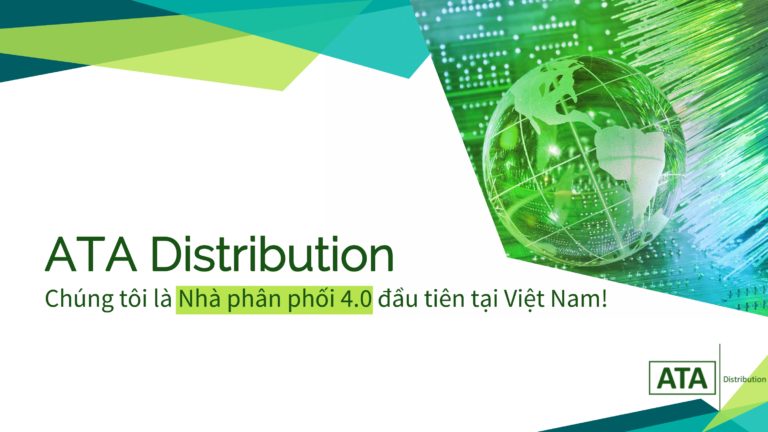 ATA Distribution
Chúng tôi là Nhà phân phối 4.0 đầu tiên tại Việt Nam!
ATA Distribution